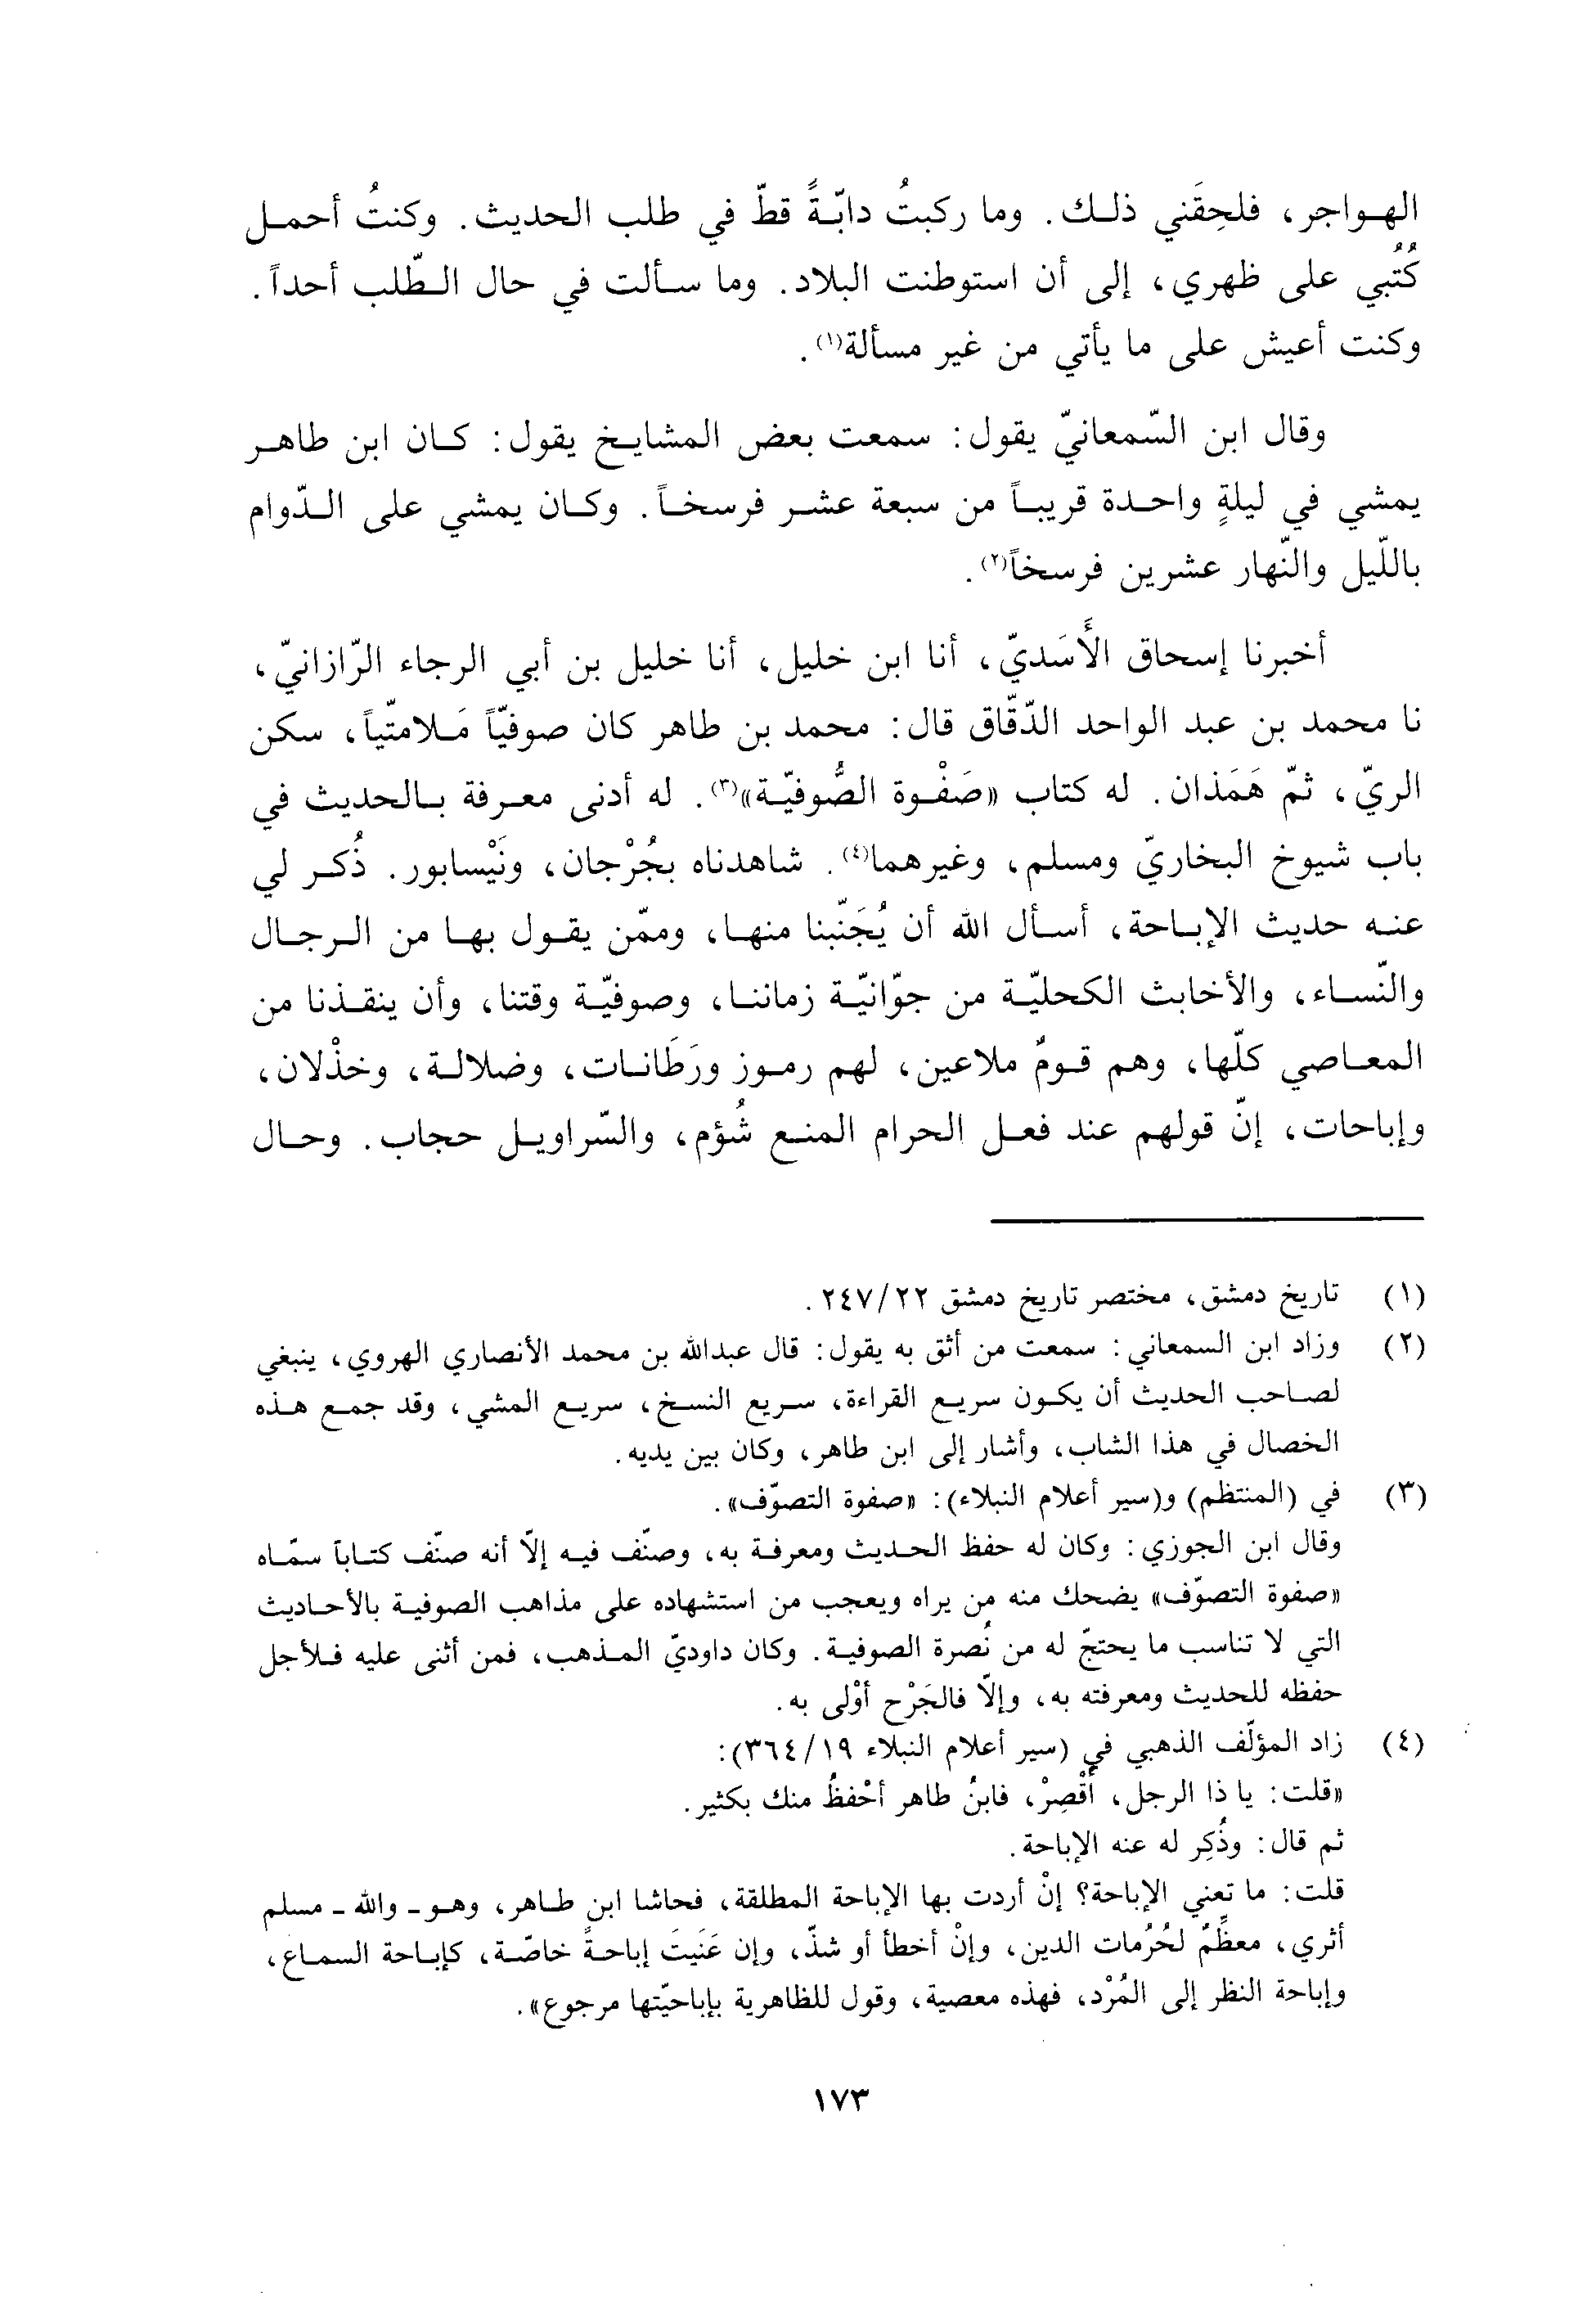 الهواجر، فلحِقَني ذلك. وما ركبتُ دابّةً قطّ في طلب الحديث. وكنتُ أحمل
كُتُبي على ظهري، إلى أن استوطنت البلاد. وما سألت في حال الطّلب أحداً.
وكنت أعيش على ما يأتي من غير مسألة(١).
وقال ابن السّمعانيّ يقول: سمعت بعض المشايخ يقول: كان ابن طاهر
يمشي في ليلةٍ واحدة قريباً من سبعة عشر فرسخاً. وكان يمشي على الدّوام
باللّيل والنّهار عشرين فرسخاً(٢).
أخبرنا إسحاق الأَسَديّ، أنا ابن خليل، أنا خليل بن أبي الرجاء الرّازانيّ،
نا محمد بن عبد الواحد الدّقّاق قال: محمد بن طاهر كان صوفيّاً مَلامتّياً، سكن
الريّ، ثمّ هَمَذان. له كتاب «صَفْوة الصُّوفيّة»(٣). له أدنى معرفة بالحديث في
باب شيوخ البخاريّ ومسلم، وغيرهما(٤). شاهدناه بجُرْجان، ونَيْسابور. ذُكر لي
عنه حديث الإباحة، أسأل الله أن يُجَنّبنا منها، وممّن يقول بها من الرجال
والنّساء، والأخابث الكحليّة من جوّانيّة زماننا، وصوفيّة وقتنا، وأن ينقذنا من
المعاصي كلّها، وهم قومٌ ملاعين، لهم رموز ورَطَانات، وضلالة، وخذْلان،
وإباحات، إنّ قولهم عند فعل الحرام المنع شُؤم، والسّراويل حجاب. وحال
(١) تاريخ دمشق، مختصر تاريخ دمشق ٢٤٧/٢٢.
(٢) وزاد ابن السمعاني: سمعت من أثق به يقول: قال عبدالله بن محمد الأنصاري الهروي، ينبغي
لصاحب الحديث أن يكون سريع القراءة، سريع النسخ، سريع المشي، وقد جمع هذه
الخصال في هذا الشاب، وأشار إلى ابن طاهر، وكان بين يديه.
(٣) في (المنتظم) و(سير أعلام النبلاء): «صفوة التصوّف».
وقال ابن الجوزي: وكان له حفظ الحديث ومعرفة به، وصنّف فيه إلّا أنه صنّف كتاباً سمّاه
«صفوة التصوّف» يضحك منه من يراه ويعجب من استشهاده على مذاهب الصوفية بالأحاديث
التي لا تناسب ما يحتجّ له من نُصرة الصوفية. وكان داوديّ المذهب، فمن أثنى عليه فلأجل
حفظه للحديث ومعرفته به، وإلّا فالجَرْح أوْلى به.
(٤) زاد المؤلّف الذهبي في (سير أعلام النبلاء ٣٦٤/١٩):
«قلت: يا ذا الرجل، أَقْصِرْ، فابنُ طاهر أحْفظُ منك بكثير.
ثم قال: وذُكِر له عنه الإباحة.
قلت: ما تعني الإباحة؟ إنْ أردت بها الإباحة المطلقة، فحاشا ابن طاهر، وهو ـ والله ـ مسلم
أثري، معظِّمٌ لحُرُمات الدين، وإنْ أخطأ أو شذّ، وإن عَنَيتَ إباحةً خاصّة، كإباحة السماع،
وإباحة النظر إلى المُرْد، فهذه معصية، وقول للظاهرية بإباحيّتها مرجوع».
١٧٣